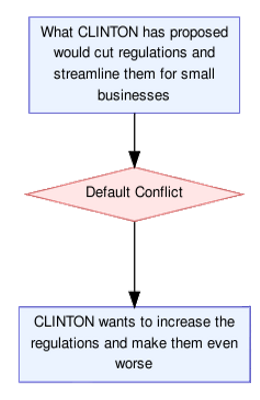 What CLINTON has proposed
would cut regulations and
streamline them for small
businesses
Default Conflict
CLINTON wants to increase the
regulations and make them even
worse